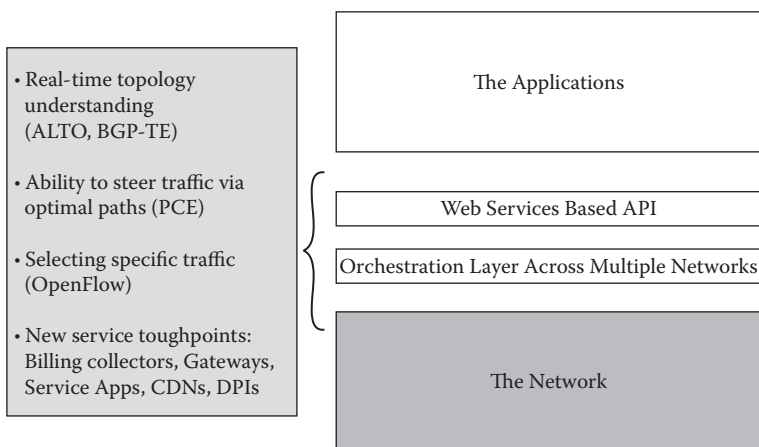 • Real-time topology
understanding
(ALTO, BGP-TE)
• Ability to steer traffic via
optimal paths (PCE)
• Selecting specific traffic
(OpenFlow)
• New service toughpoints:
Billing collectors, Gateways,
Service Apps, CDNs, DPIs
The Applications
Web Services Based API
Orchestration Layer Across Multiple Networks
The Network